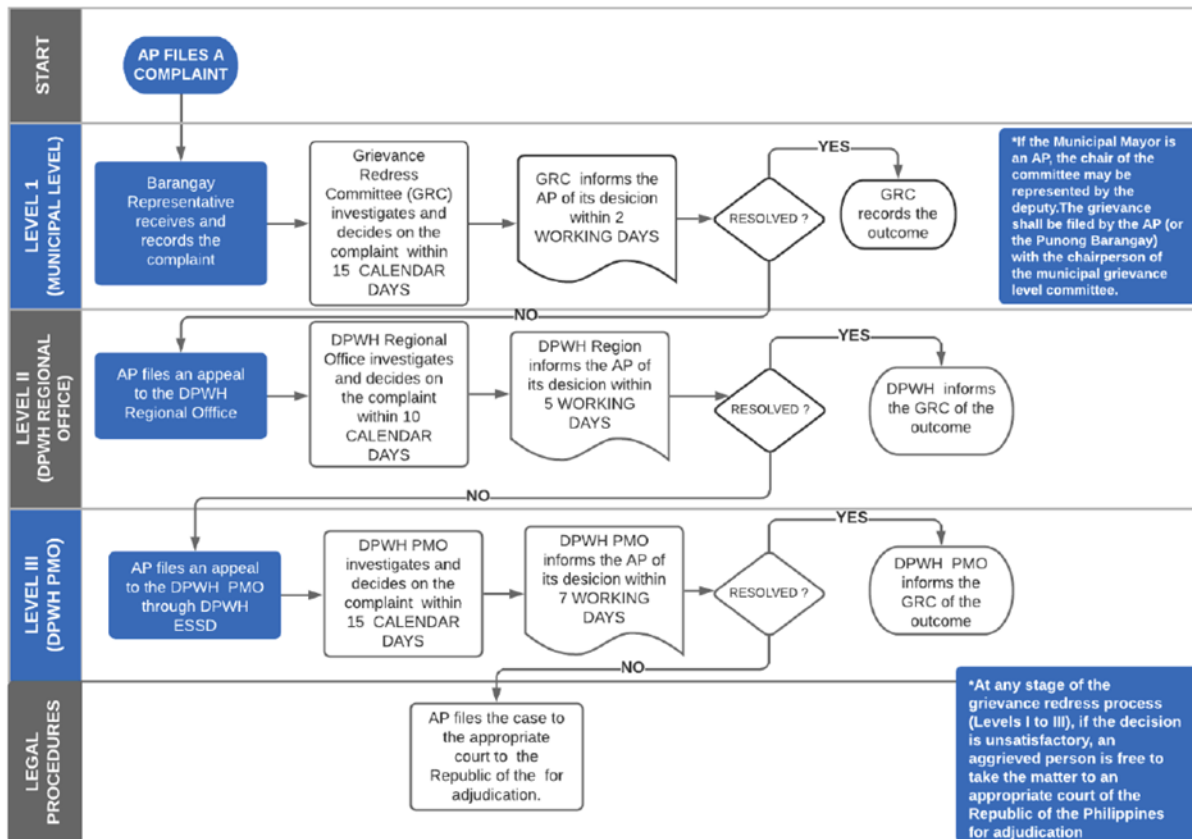 START
AP FILES A
COMPLAINT
LEVEL 1
(MUNICIPAL LEVEL)
Barangay
Representative
receives and
records the
complaint
Grievance
Redress
Committee (GRC)
investigates and
decides on the
complaint within
15 CALENDAR
DAYS
GRC informs the
AP of its desicion
within 2
WORKING DAYS
RESOLVED ?
YES
GRC
records the
outcome
*If the Municipal Mayor is
an AP, the chair of the
committee may be
represented by the
deputy.The grievance
shall be filed by the AP (or
the Punong Barangay)
with the chairperson of
the municipal grievance
level committee.
NO
LEVEL II
(DPWH REGIONAL
OFFICE)
AP files an appeal
to the DPWH
Regional Offfice
DPWH Regional
Office investigates
and decides on
the complaint
within 10
CALENDAR
DAYS
DPWH Region
informs the AP of
its desicion within
5 WORKING
DAYS
RESOLVED ?
YES
DPWH informs
the GRC of the
outcome
NO
LEVEL III
(DPWH PMO)
AP files an appeal
to the DPWH PMO
through DPWH
ESSD
DPWH PMO
investigates and
decides on the
complaint within
15 CALENDAR
DAYS
DPWH PMO
informs the AP of
its desicion within
7 WORKING
DAYS
RESOLVED ?
YES
DPWH PMO
informs the
GRC of the
outcome
NO
LEGAL
PROCEDURES
AP files the case to
the appropriate
court to the
Republic of the for
adjudication.
*At any stage of the
grievance redress process
(Levels I to III), if the decision
is unsatisfactory, an
aggrieved person is free to
take the matter to an
appropriate court of the
Republic of the Philippines
for adjudication